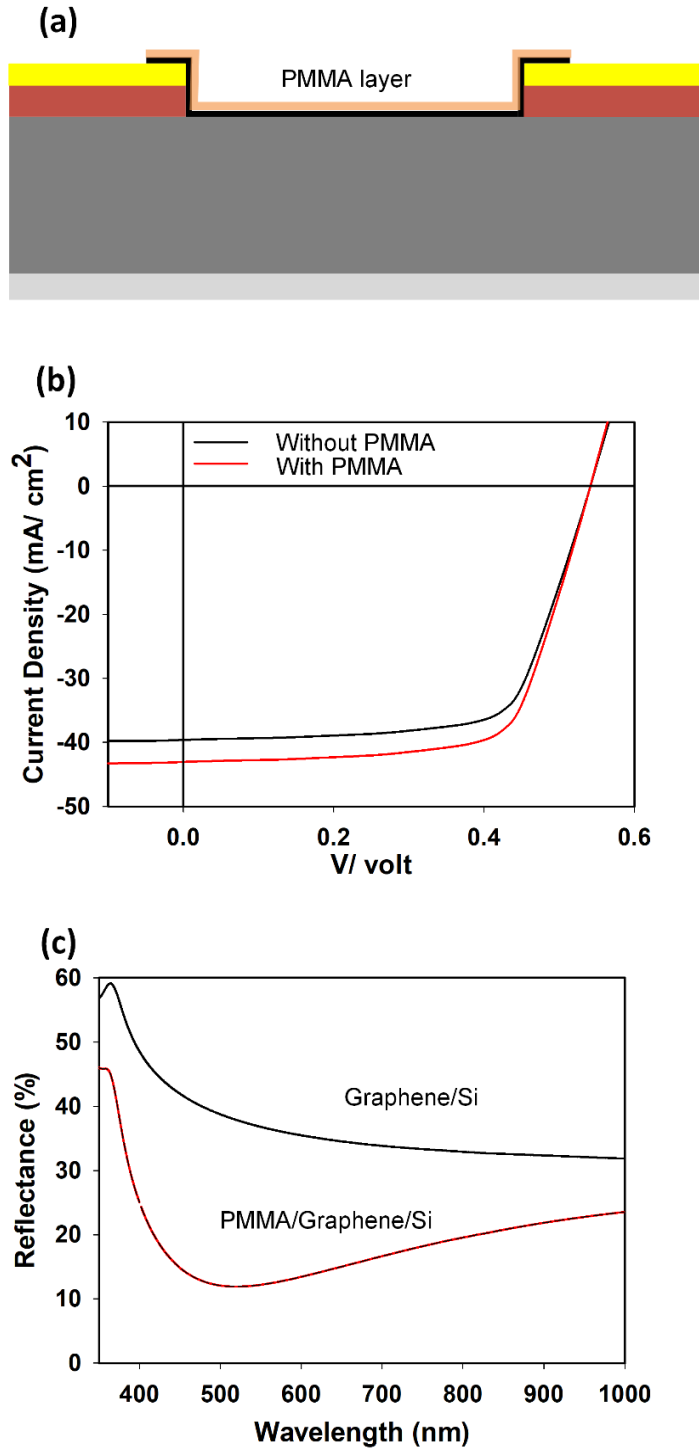 (a)
PMMA layer
(b)
Without PMMA
With PMMA
10
0
-10
-20
-30
-40
-50
Current Density (mA/ cm²)
0.0 0.2 0.4 0.6
V/ volt
(c)
60
50
40
30
20
10
0
Reflectance (%)
Graphene/Si
PMMA/Graphene/Si
400 500 600 700 800 900 1000
Wavelength (nm)